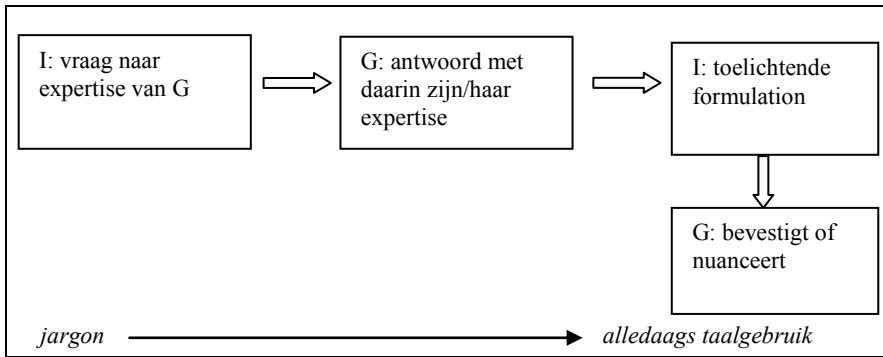 I: vraag naar
expertise van G
G: antwoord met
daarin zijn/haar
expertise
I: toelichtende
formulation
G: bevestigt of
nuanceert
jargon
alledaags taalgebruik